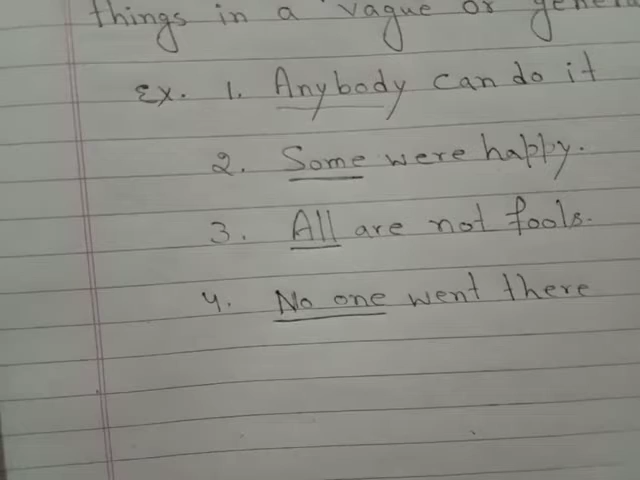 things in a vague or
Ex. 1. Anybody can do it
2. Some were happy.
3. All are not fools.
4. No one went there